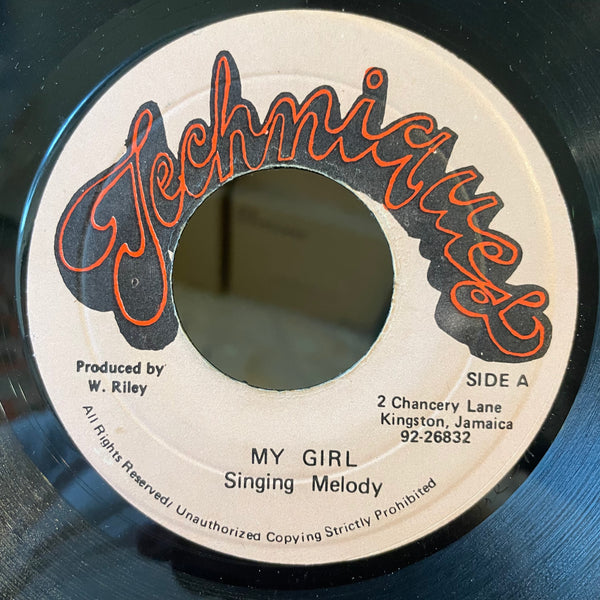 Techniques
Produced by
W. Riley
SIDE A
2 Chancery Lane
Kingston, Jamaica
92-26832
MY GIRL
Singing Melody
All Rights Reserved/ Unauthorized Copying Strictly Prohibited